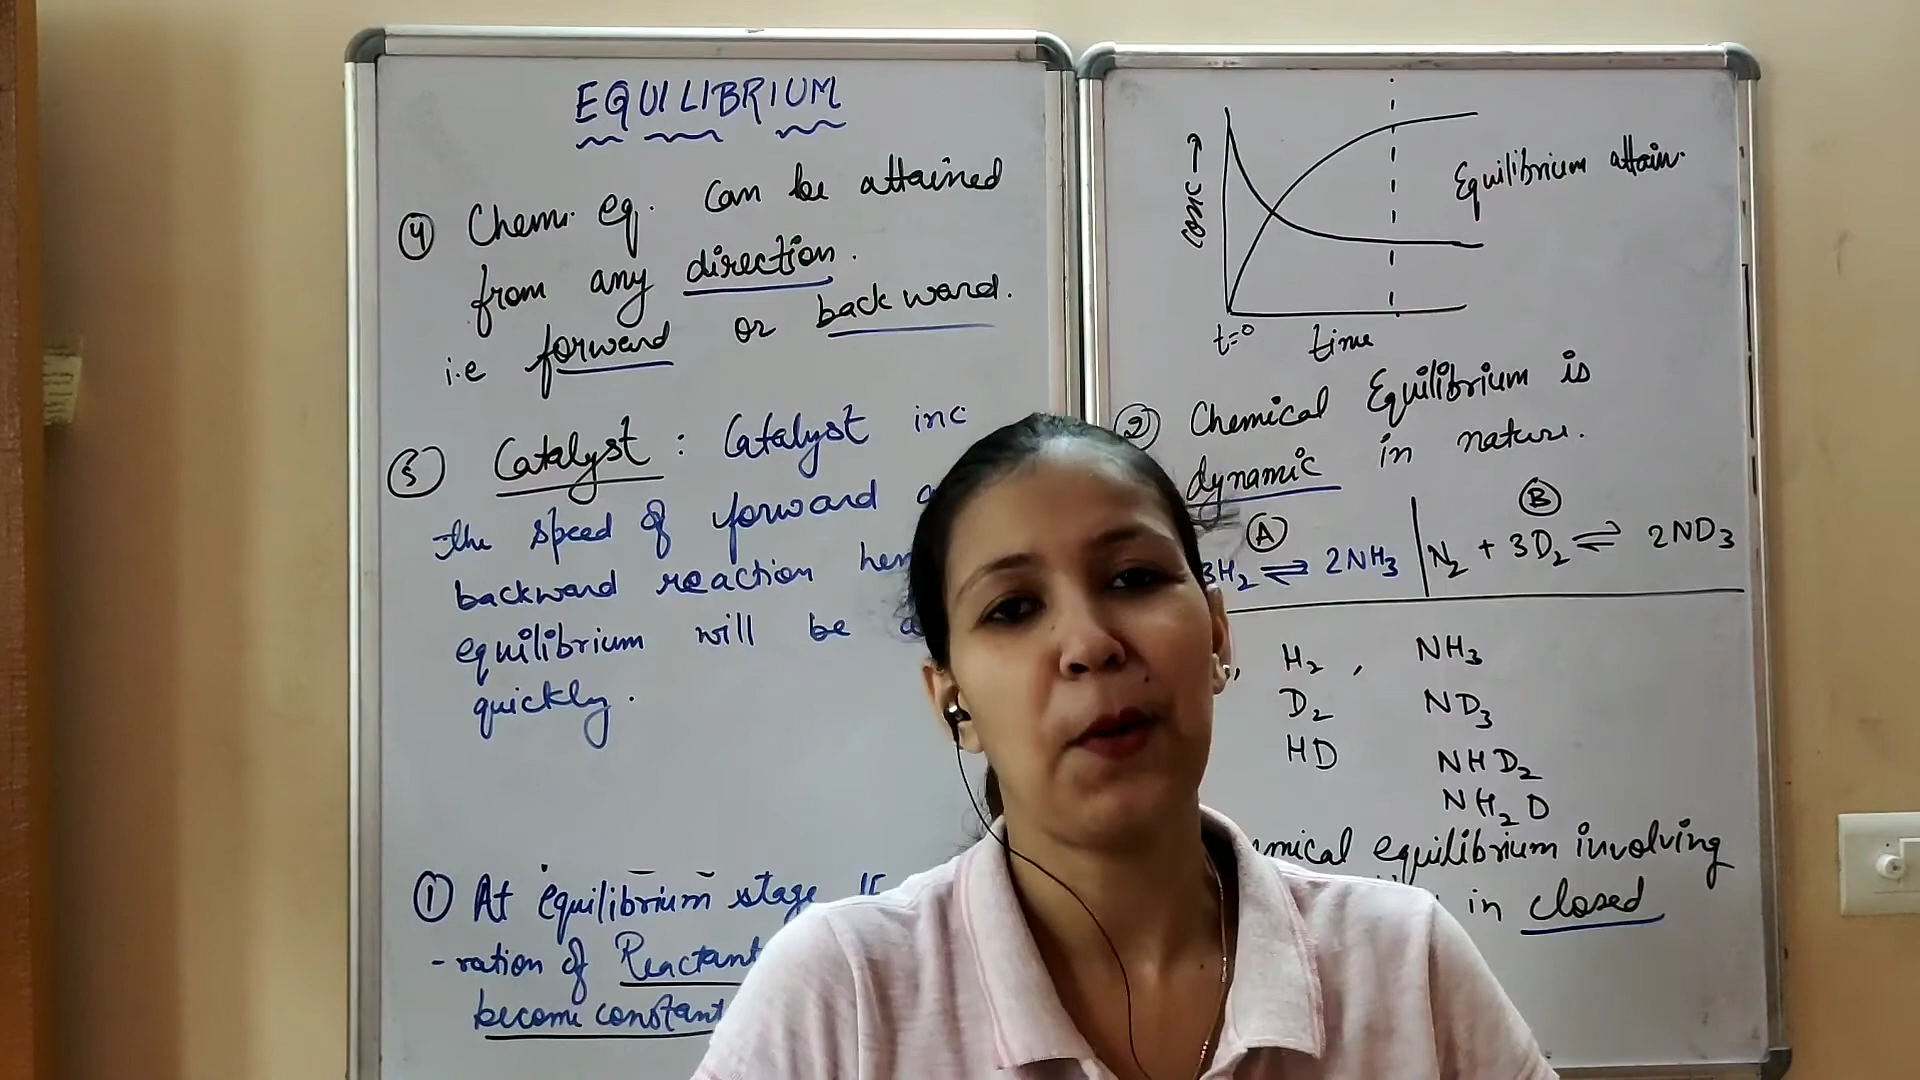 EQUILIBRIUM
④ Chem. eq. can be attained
from any direction.
i.e forward or backward.
⑤ Catalyst : Catalyst inc
the speed of forward
backward reaction
equilibrium will be
quickly.
① At equilibrium stage
-ration of Reactant
become constant
conc →
Equilibrium attain.
t=0 time
② Chemical Equilibrium is
dynamic in nature.
Ⓐ Ⓑ
3H2 ⇌ 2NH3 | N2 + 3D2 ⇌ 2ND3
, H2 , NH3
D2 ND3
HD NHD2
NH2D
mical equilibrium involving
in closed